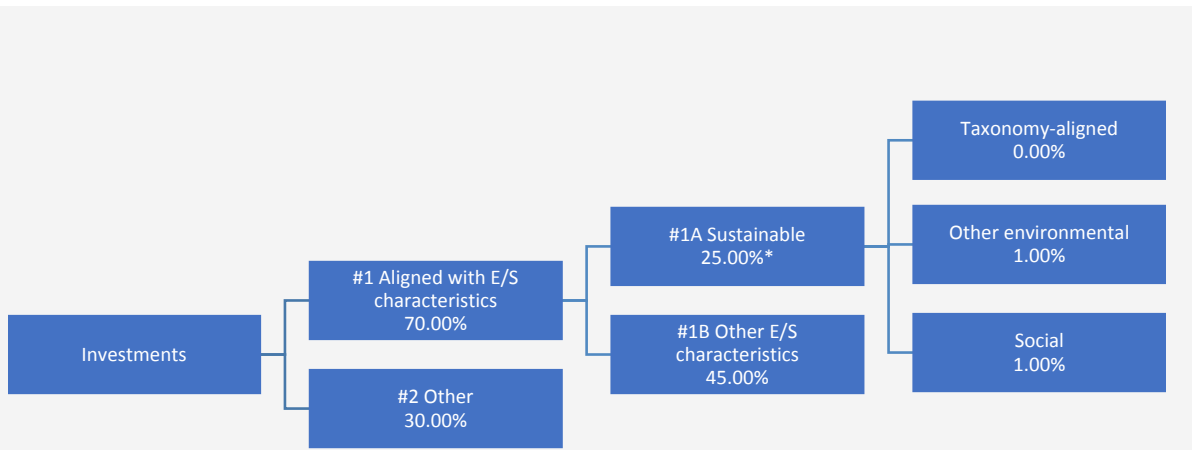 Investments
#1 Aligned with E/S
characteristics
70.00%
#2 Other
30.00%
#1A Sustainable
25.00%*
#1B Other E/S
characteristics
45.00%
Taxonomy-aligned
0.00%
Other environmental
1.00%
Social
1.00%